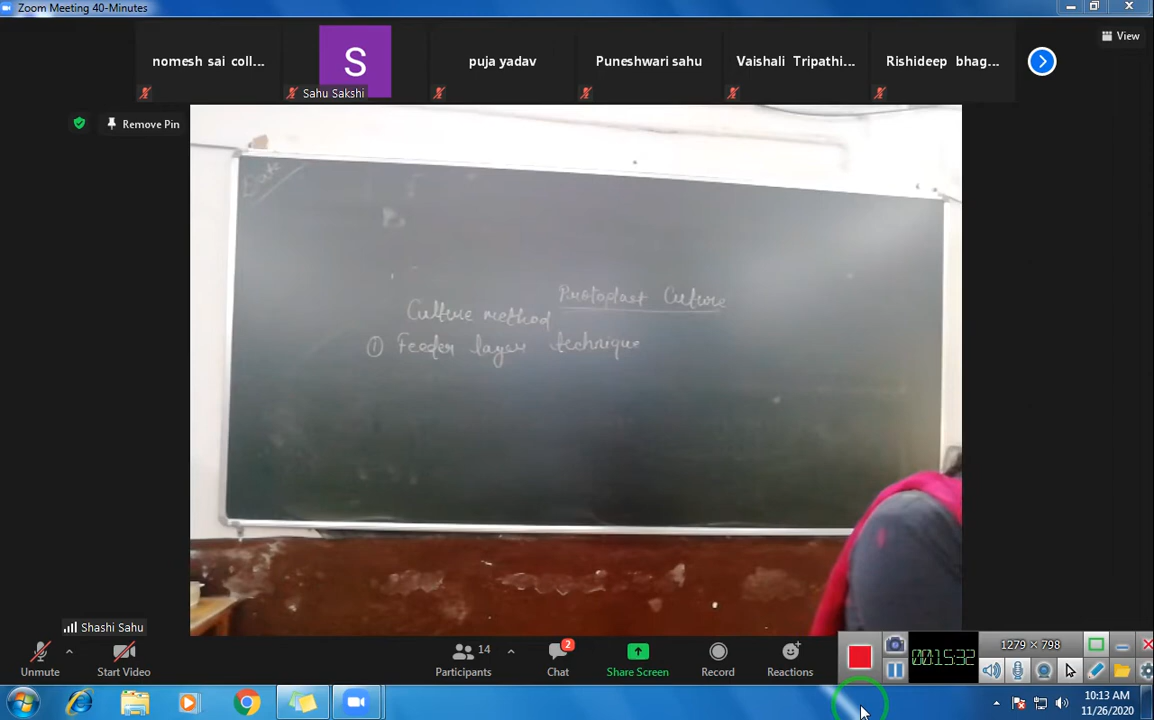 Zoom Meeting 40-Minutes
View
nomesh sai coll...
S
Sahu Sakshi
puja yadav
Puneshwari sahu
Vaishali Tripathi...
Rishideep bhag...
Remove Pin
Date
Protoplast Culture
Culture method
① Feeder layer technique
Shashi Sahu
Unmute
Start Video
14
Participants
2
Chat
Share Screen
Record
Reactions
00:15:32
1279 × 798
10:13 AM
11/26/2020